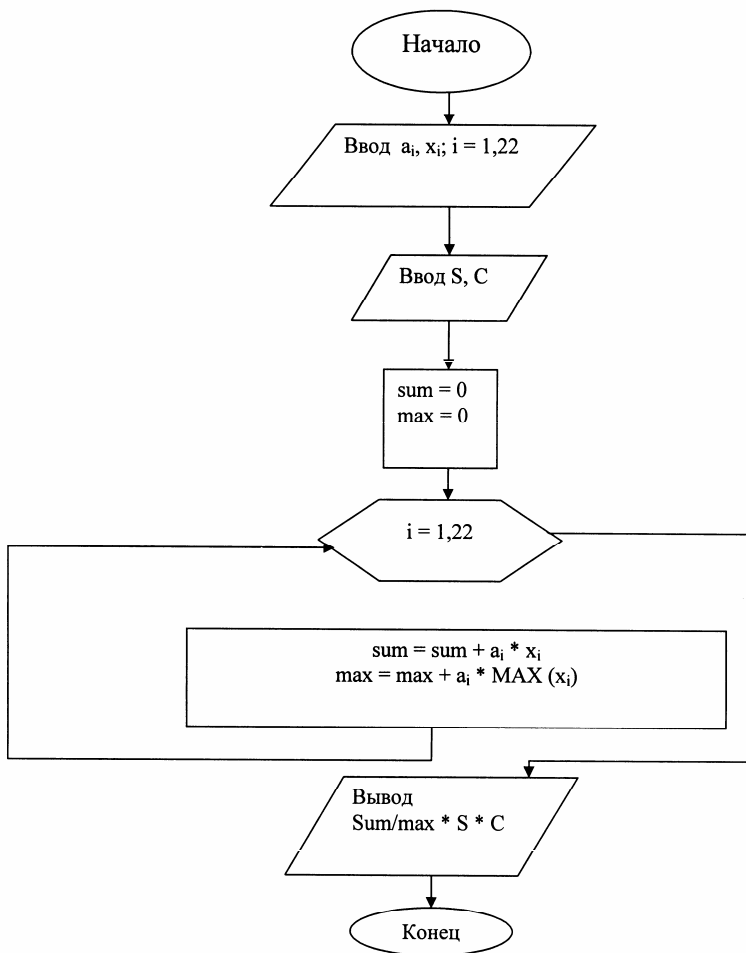 Начало
Ввод aᵢ, xᵢ; i = 1,22
Ввод S, C
sum = 0
max = 0
i = 1,22
sum = sum + aᵢ * xᵢ
max = max + aᵢ * MAX (xᵢ)
Вывод
Sum/max * S * C
Конец